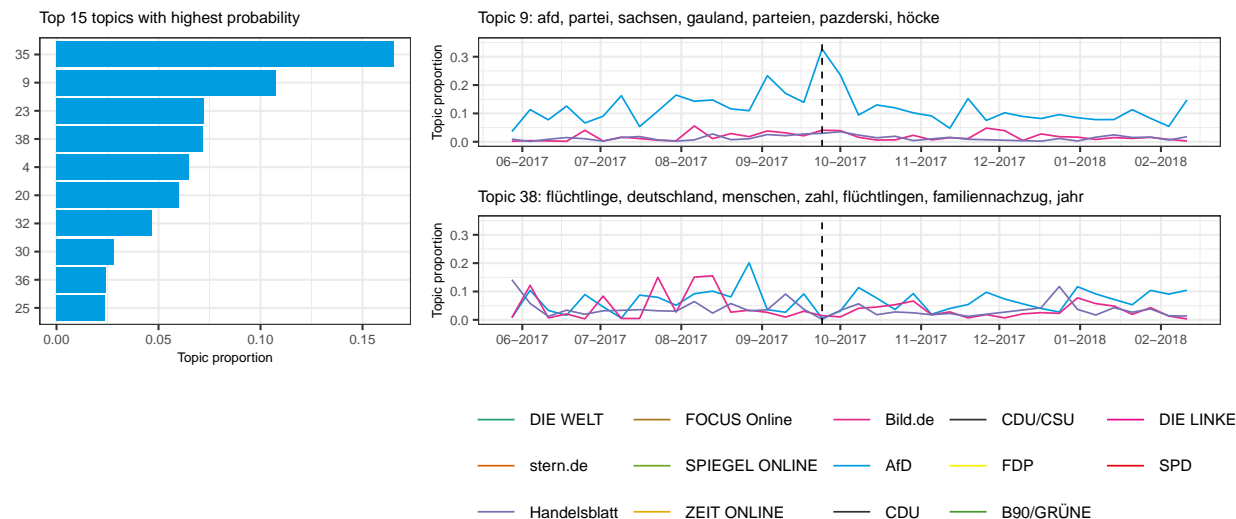 Top 15 topics with highest probability
35
9
23
38
4
20
32
30
36
25
0.00 0.05 0.10 0.15
Topic proportion
Topic 9: afd, partei, sachsen, gauland, parteien, pazderski, höcke
Topic proportion
0.3
0.2
0.1
0.0
06–2017 07–2017 08–2017 09–2017 10–2017 11–2017 12–2017 01–2018 02–2018
Topic 38: flüchtlinge, deutschland, menschen, zahl, flüchtlingen, familiennachzug, jahr
Topic proportion
0.3
0.2
0.1
0.0
06–2017 07–2017 08–2017 09–2017 10–2017 11–2017 12–2017 01–2018 02–2018
DIE WELT FOCUS Online Bild.de CDU/CSU DIE LINKE
stern.de SPIEGEL ONLINE AfD FDP SPD
Handelsblatt ZEIT ONLINE CDU B90/GRÜNE